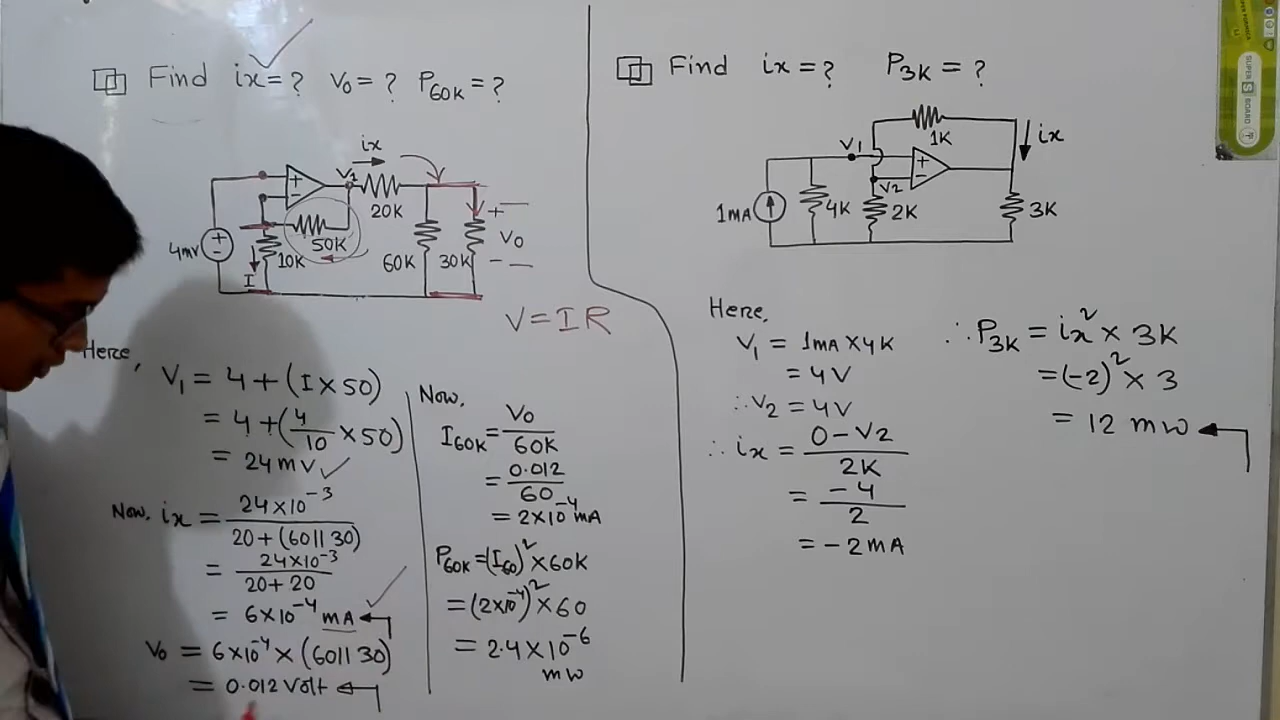 Find ix = ? V0 = ? P60K = ?
ix
V1
20K
50K
4mv
10K
I
60K
30K
+
V0
-
V = IR
Here,
V1 = 4 + (I × 50)
= 4 + (4/10 × 50)
= 24 mV ✓
Now, ix = 24×10^-3 / 20 + (60||30)
= 24×10^-3 / 20 + 20
= 6×10^-4 mA
V0 = 6×10^-4 × (60||30)
= 0.012 Volt
Now,
I60K = V0 / 60K
= 0.012 / 60
= 2×10^-4 mA
P60K = (I60)^2 × 60K
= (2×10^-4)^2 × 60
= 2.4×10^-6
mw
Find ix = ? P3K = ?
1K
ix
V1
V2
1mA
4K
2K
3K
Here,
V1 = 1mA × 4K
= 4V
∴ V2 = 4V
∴ ix = 0 - V2 / 2K
= -4 / 2
= -2mA
∴ P3K = ix^2 × 3K
= (-2)^2 × 3
= 12 mw
SUPER
BOARD